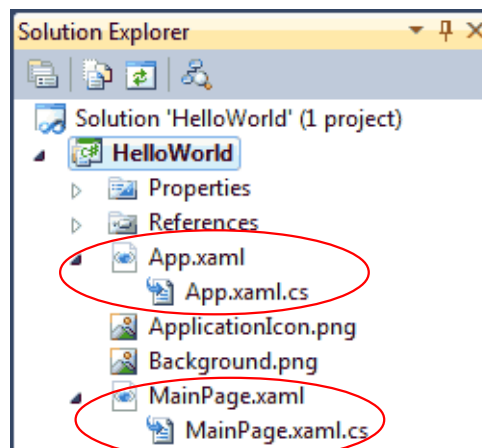 Solution Explorer
Solution 'HelloWorld' (1 project)
HelloWorld
Properties
References
App.xaml
App.xaml.cs
ApplicationIcon.png
Background.png
MainPage.xaml
MainPage.xaml.cs